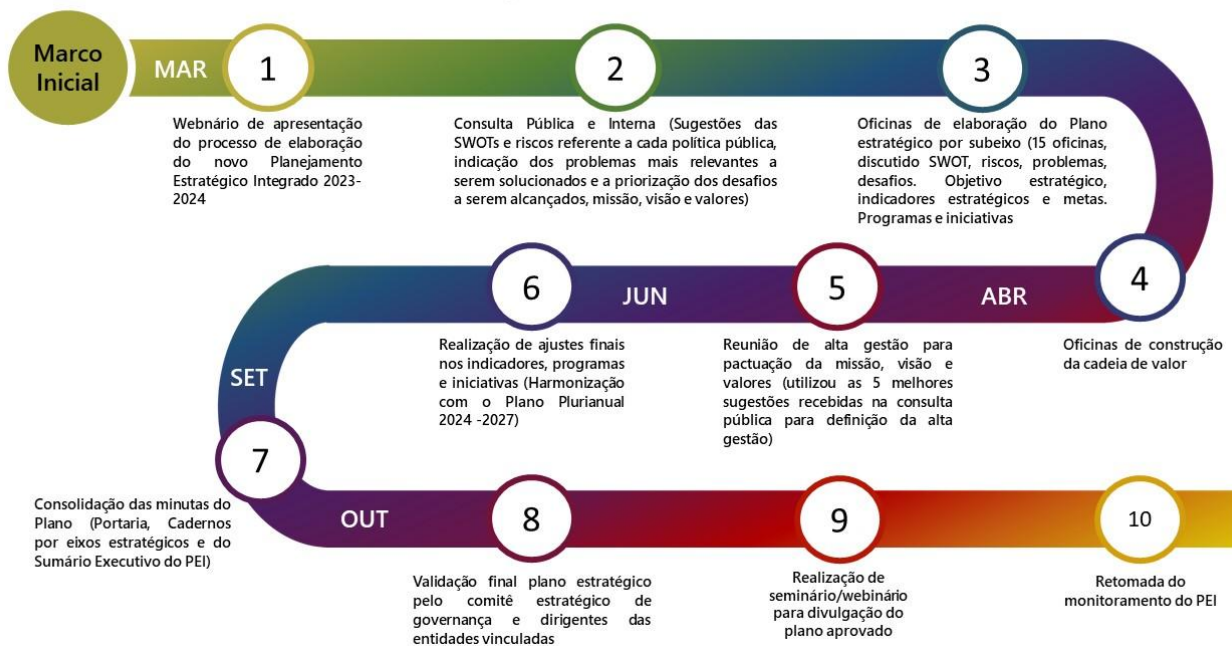 Marco
Inicial
MAR
1
Webnário de apresentação
do processo de elaboração
do novo Planejamento
Estratégico Integrado 2023-
2024
2
Consulta Pública e Interna (Sugestões das
SWOTs e riscos referente a cada política pública,
indicação dos problemas mais relevantes a
serem solucionados e a priorização dos desafios
a serem alcançados, missão, visão e valores)
3
Oficinas de elaboração do Plano
estratégico por subeixo (15 oficinas,
discutido SWOT, riscos, problemas,
desafios. Objetivo estratégico,
indicadores estratégicos e metas.
Programas e iniciativas
4
Oficinas de construção
da cadeia de valor
ABR
5
Reunião de alta gestão para
pactuação da missão, visão e
valores (utilizou as 5 melhores
sugestões recebidas na consulta
pública para definição da alta
gestão)
JUN
6
Realização de ajustes finais
nos indicadores, programas
e iniciativas (Harmonização
com o Plano Plurianual
2024 -2027)
SET
7
Consolidação das minutas do
Plano (Portaria, Cadernos
por eixos estratégicos e do
Sumário Executivo do PEI)
OUT
8
Validação final plano estratégico
pelo comitê estratégico de
governança e dirigentes das
entidades vinculadas
9
Realização de
seminário/webinário
para divulgação do
plano aprovado
10
Retomada do
monitoramento do PEI